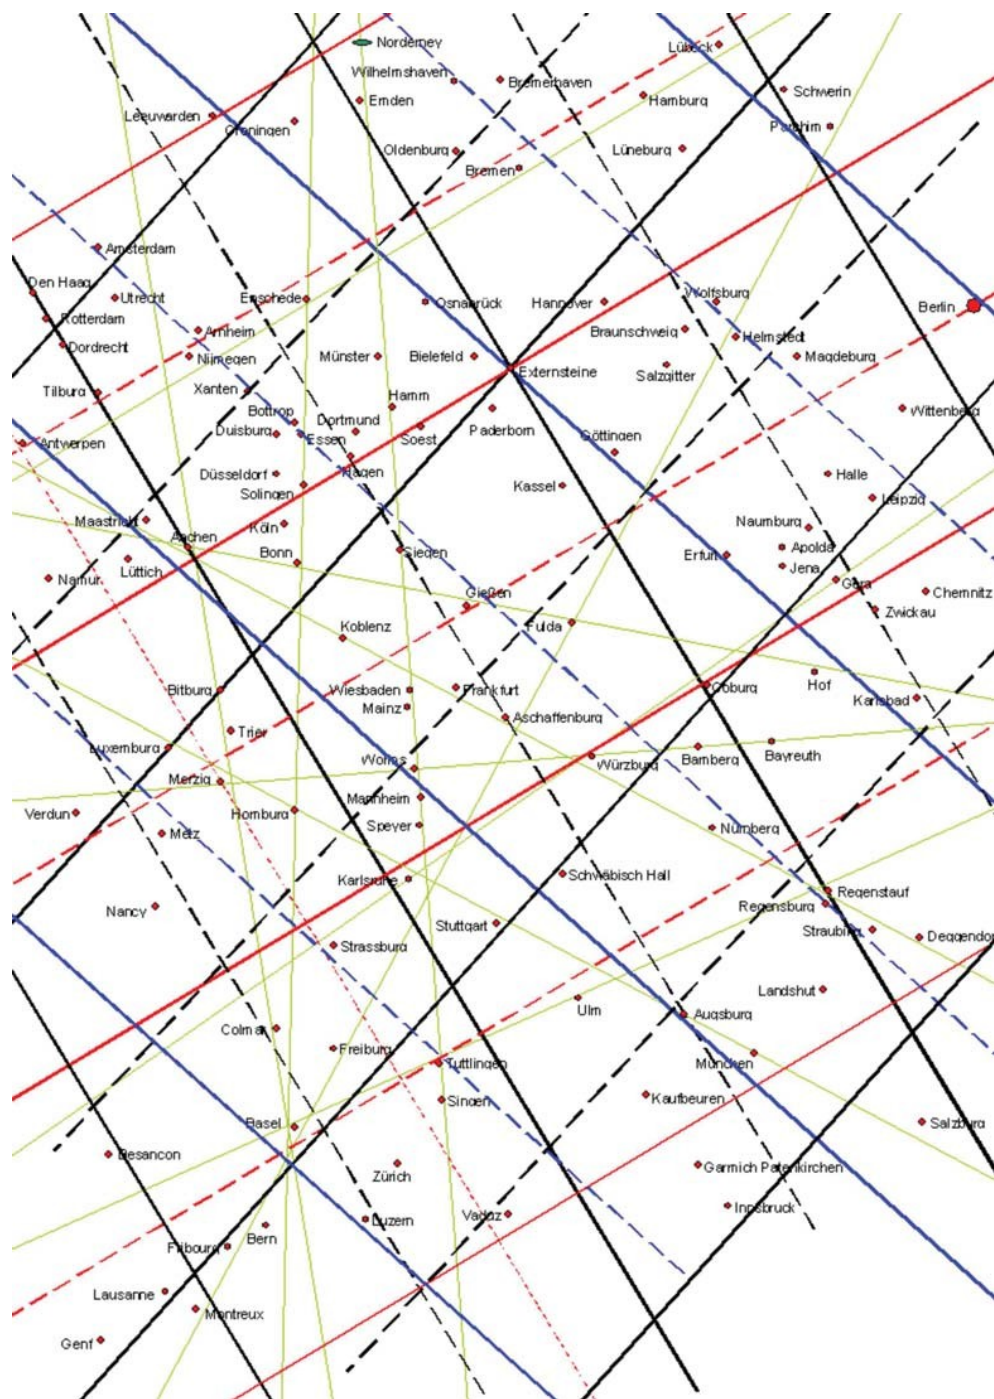 Norderney
Lübeck
Wilhelmshaven
Bremerhaven
Emden
Hamburg
Schwerin
Leeuwarden
Groningen
Parchim
Oldenburg
Lüneburg
Bremen
Amsterdam
Den Haag
Utrecht
Enschede
Osnabrück
Hannover
Wolfsburg
Berlin
Rotterdam
Arnheim
Braunschweig
Helmstedt
Dordrecht
Nijmegen
Münster
Bielefeld
Magdeburg
Externsteine
Salzgitter
Tilburg
Xanten
Hamm
Wittenberg
Bottrop
Dortmund
Paderborn
Duisburg
Essen
Soest
Göttingen
Antwerpen
Hagen
Düsseldorf
Halle
Solingen
Kassel
Leipzig
Maastricht
Köln
Naumburg
Aachen
Bonn
Siegen
Erfurt
Apolda
Lüttich
Jena
Namur
Gera
Gießen
Chemnitz
Zwickau
Koblenz
Fulda
Bitburg
Wiesbaden
Frankfurt
Coburg
Hof
Karlsbad
Mainz
Aschaffenburg
Trier
Luxemburg
Worms
Würzburg
Bamberg
Bayreuth
Merzig
Mannheim
Verdun
Homburg
Speyer
Nürnberg
Metz
Karlsruhe
Schwäbisch Hall
Regenstauf
Nancy
Regensburg
Stuttgart
Straubing
Deggendor
Strassburg
Landshut
Ulm
Augsburg
Colmar
Freiburg
Tuttlingen
München
Singen
Kaufbeuren
Basel
Salzburg
Besancon
Zürich
Garmich Patenkirchen
Innsbruck
Luzern
Vaduz
Bern
Fribourg
Lausanne
Montreux
Genf